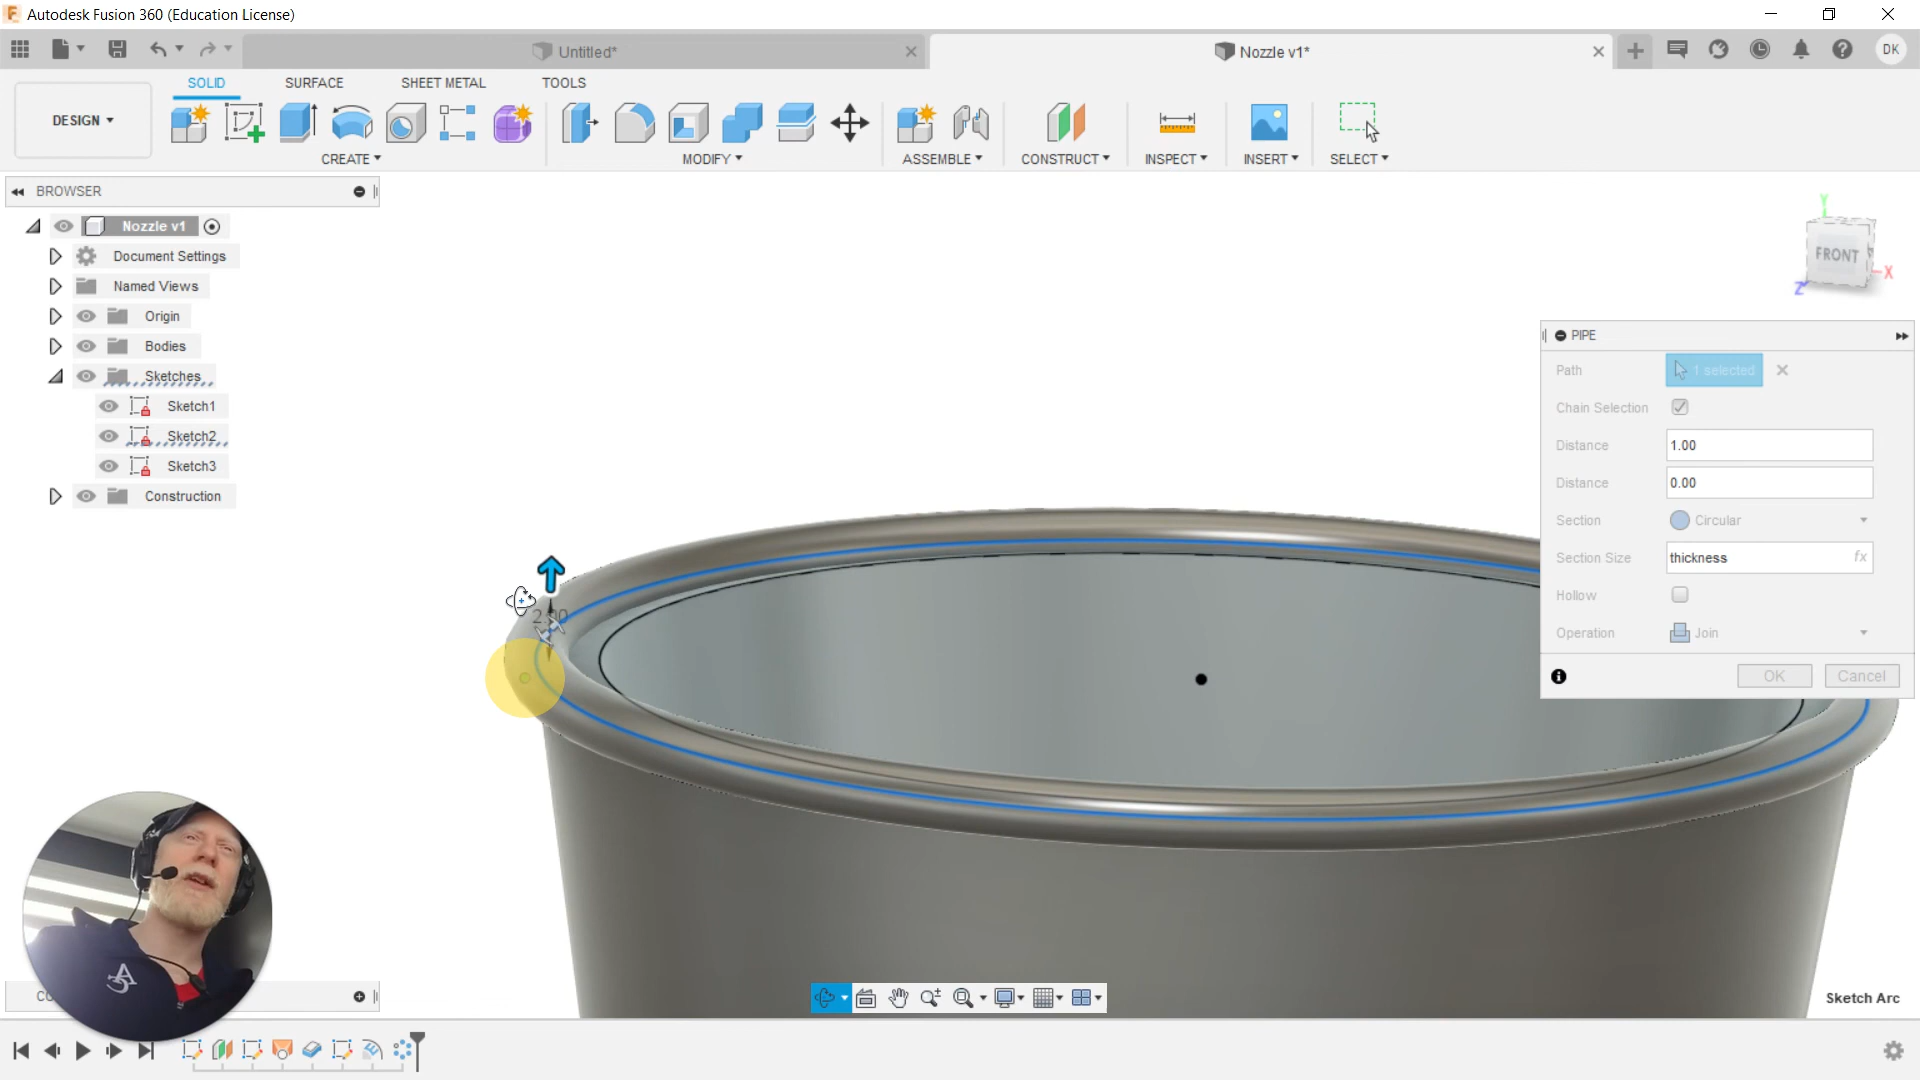 Autodesk Fusion 360 (Education License)
Untitled*
Nozzle v1*
DK
DESIGN
SOLID
SURFACE
SHEET METAL
TOOLS
CREATE
MODIFY
ASSEMBLE
CONSTRUCT
INSPECT
INSERT
SELECT
BROWSER
Nozzle v1
Document Settings
Named Views
Origin
Bodies
Sketches
Sketch1
Sketch2
Sketch3
Construction
Y
FRONT
X
Z
PIPE
Path
1 selected
Chain Selection
Distance
1.00
Distance
0.00
Section
Circular
Section Size
thickness
fx
Hollow
Operation
Join
OK
Cancel
Sketch Arc